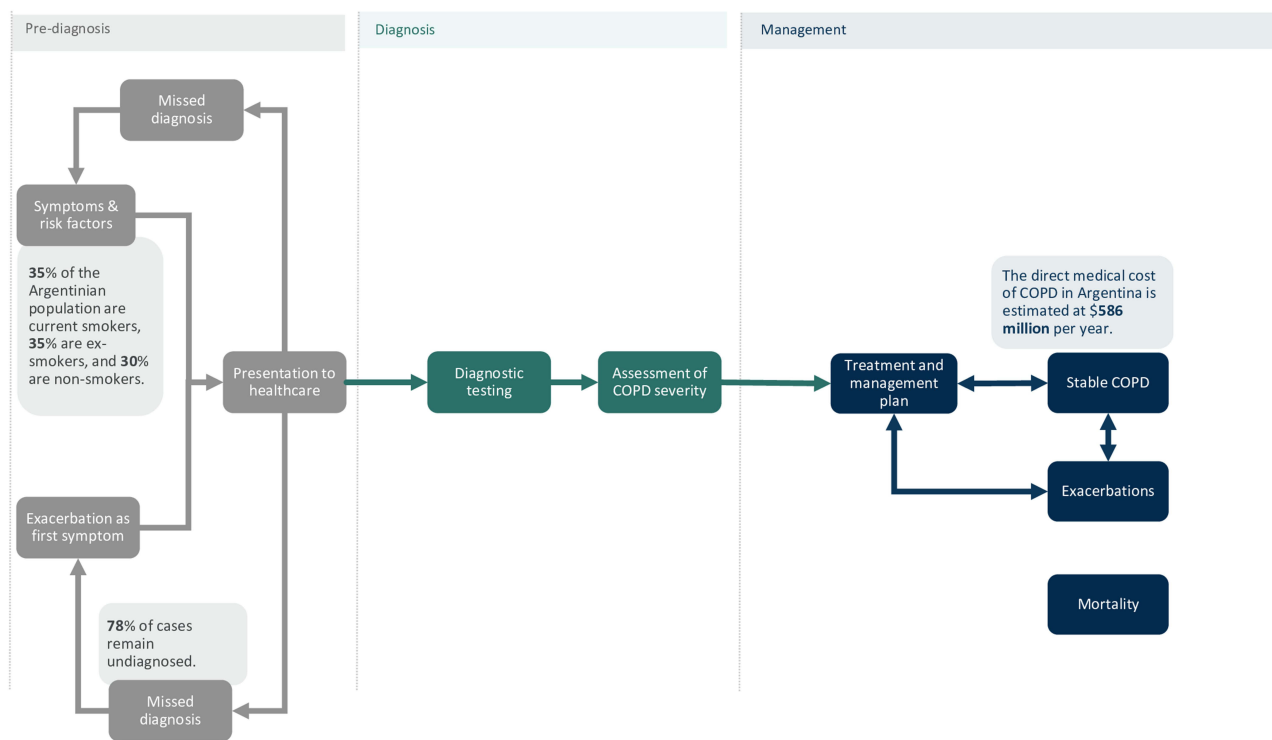 Pre-diagnosis
Diagnosis
Management
Missed
diagnosis
Symptoms &
risk factors
35% of the
Argentinian
population are
current smokers,
35% are ex-
smokers, and 30%
are non-smokers.
Presentation to
healthcare
Exacerbation as
first symptom
78% of cases
remain
undiagnosed.
Missed
diagnosis
Diagnostic
testing
Assessment of
COPD severity
The direct medical cost
of COPD in Argentina is
estimated at $586
million per year.
Treatment and
management
plan
Stable COPD
Exacerbations
Mortality